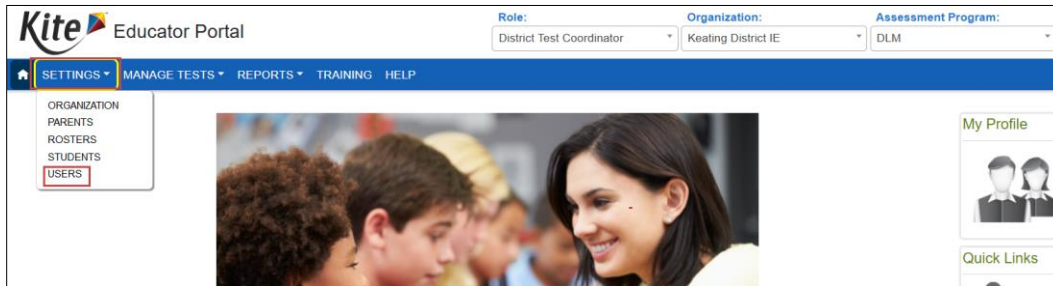 Kite Educator Portal
Role:
Organization:
Assessment Program:
District Test Coordinator
Keating District IE
DLM
SETTINGS MANAGE TESTS REPORTS TRAINING HELP
ORGANIZATION
PARENTS
ROSTERS
STUDENTS
USERS
My Profile
Quick Links